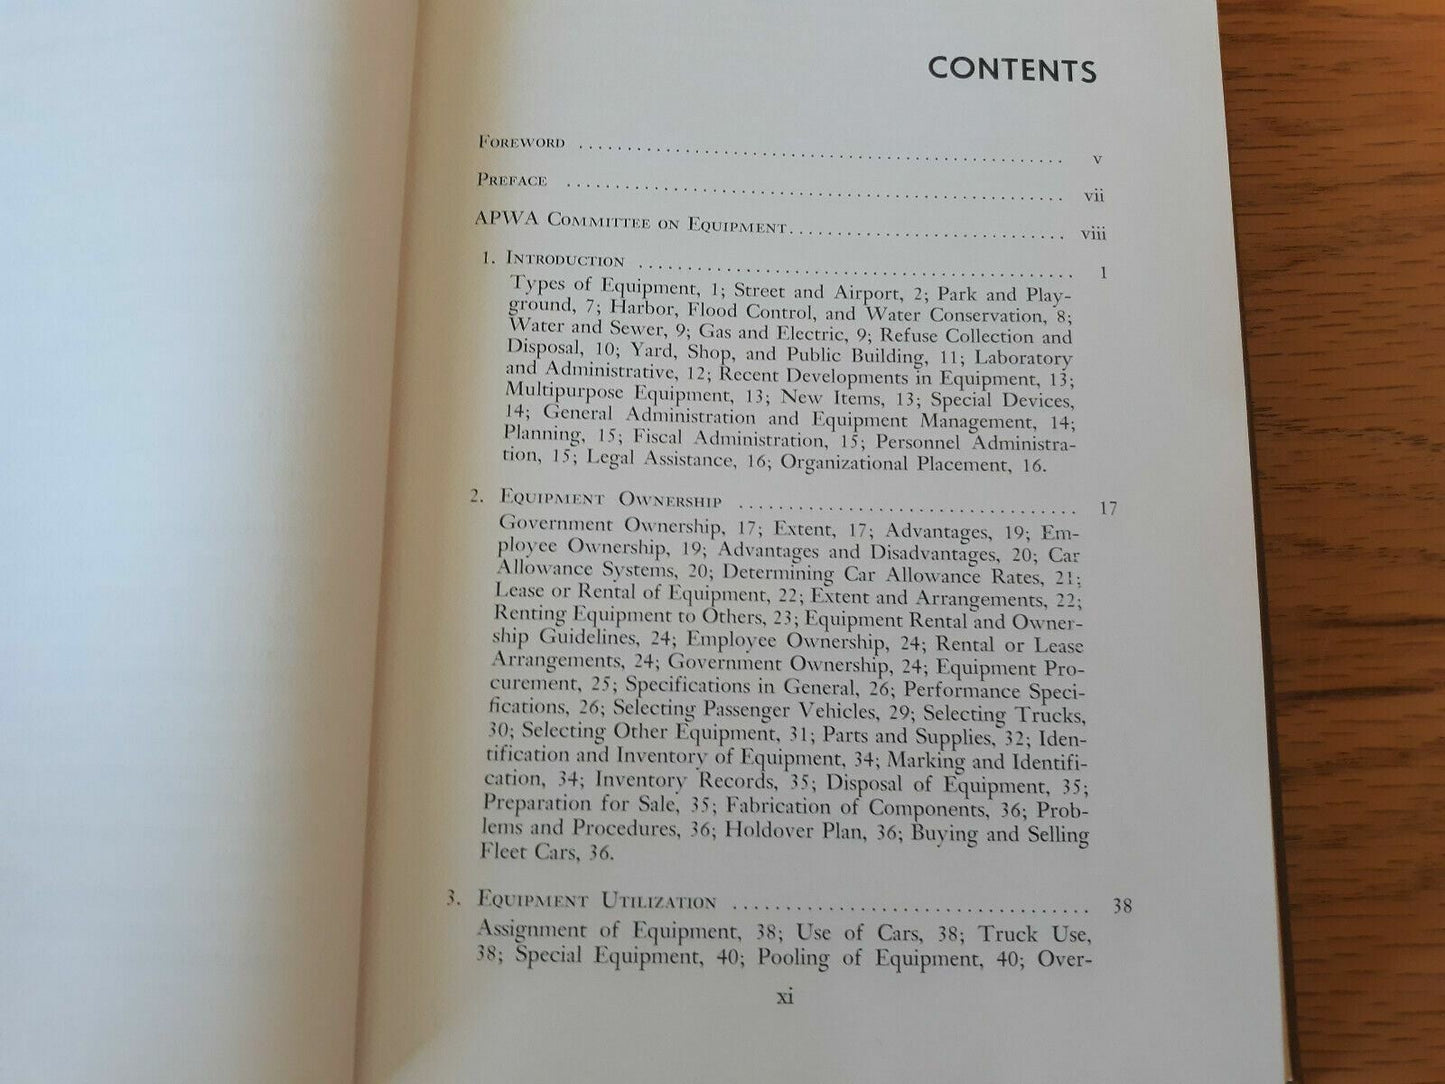 CONTENTS
Foreword ............ v
Preface ............ vii
APWA Committee on Equipment............ viii
1. Introduction ............ 1
Types of Equipment, 1; Street and Airport, 2; Park and Play-
ground, 7; Harbor, Flood Control, and Water Conservation, 8;
Water and Sewer, 9; Gas and Electric, 9; Refuse Collection and
Disposal, 10; Yard, Shop, and Public Building, 11; Laboratory
and Administrative, 12; Recent Developments in Equipment, 13;
Multipurpose Equipment, 13; New Items, 13; Special Devices,
14; General Administration and Equipment Management, 14;
Planning, 15; Fiscal Administration, 15; Personnel Administra-
tion, 15; Legal Assistance, 16; Organizational Placement, 16.
2. Equipment Ownership ............ 17
Government Ownership, 17; Extent, 17; Advantages, 19; Em-
ployee Ownership, 19; Advantages and Disadvantages, 20; Car
Allowance Systems, 20; Determining Car Allowance Rates, 21;
Lease or Rental of Equipment, 22; Extent and Arrangements, 22;
Renting Equipment to Others, 23; Equipment Rental and Owner-
ship Guidelines, 24; Employee Ownership, 24; Rental or Lease
Arrangements, 24; Government Ownership, 24; Equipment Pro-
curement, 25; Specifications in General, 26; Performance Speci-
fications, 26; Selecting Passenger Vehicles, 29; Selecting Trucks,
30; Selecting Other Equipment, 31; Parts and Supplies, 32; Iden-
tification and Inventory of Equipment, 34; Marking and Identifi-
cation, 34; Inventory Records, 35; Disposal of Equipment, 35;
Preparation for Sale, 35; Fabrication of Components, 36; Prob-
lems and Procedures, 36; Holdover Plan, 36; Buying and Selling
Fleet Cars, 36.
3. Equipment Utilization ............ 38
Assignment of Equipment, 38; Use of Cars, 38; Truck Use,
38; Special Equipment, 40; Pooling of Equipment, 40; Over-
xi